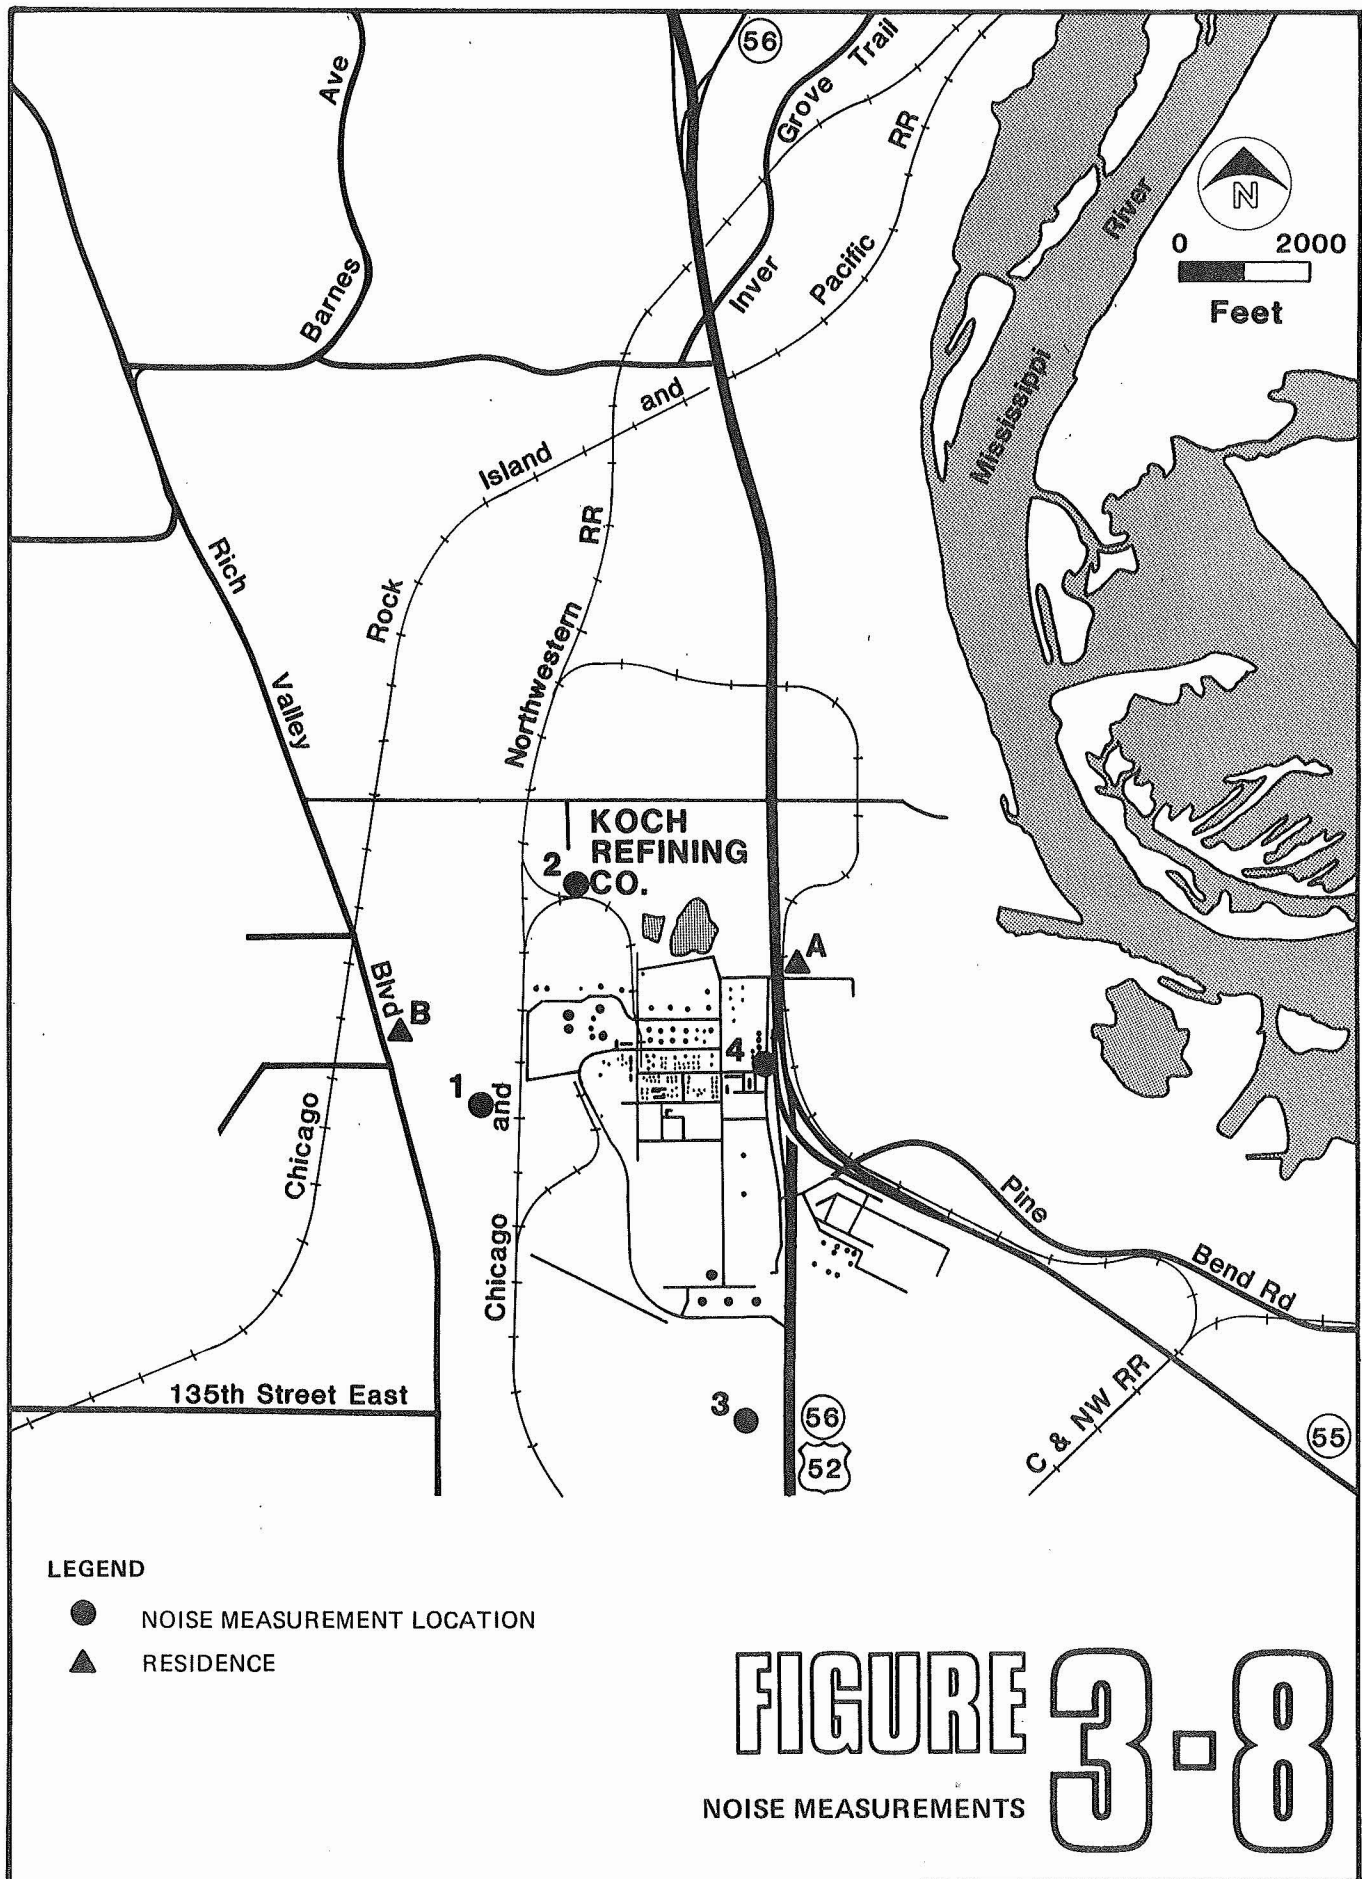 56
Ave
Grove Trail
RR
River
N
0 2000
Feet
Inver
Pacific
Barnes
Mississippi
and
Island
RR
Rich
Rock
Northwestern
Valley
KOCH
REFINING
CO.
2
A
Blvd
B
4
1
and
Chicago
Pine
Chicago
Bend Rd
135th Street East
3
56
52
C & NW RR
55
LEGEND
NOISE MEASUREMENT LOCATION
RESIDENCE
FIGURE 3-8
NOISE MEASUREMENTS